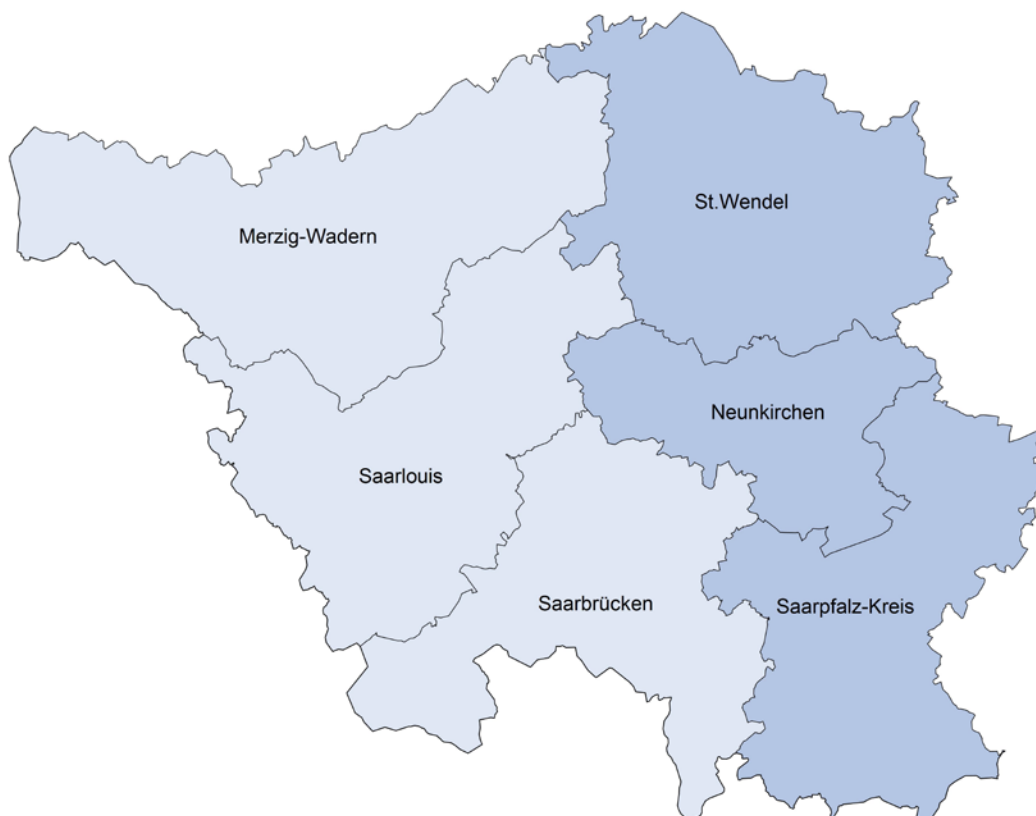 St.Wendel
Merzig-Wadern
Neunkirchen
Saarlouis
Saarbrücken
Saarpfalz-Kreis